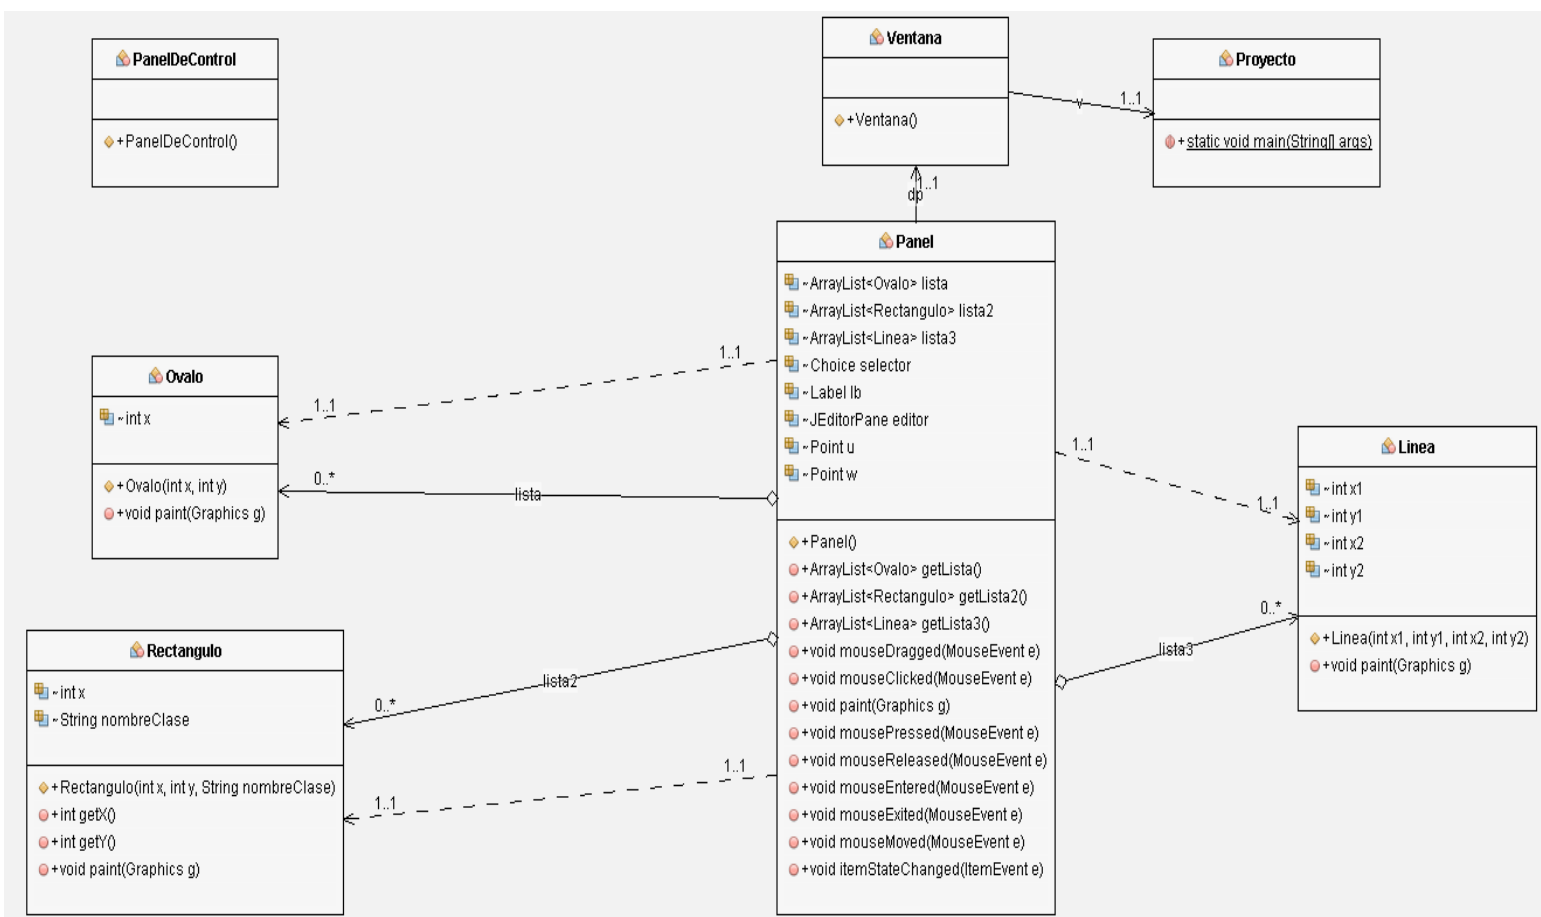 PanelDeControl
+PanelDeControl()
Ventana
+Ventana()
v
1..1
Proyecto
+static void main(String[] args)
1..1
dp
Panel
~ArrayList<Ovalo> lista
~ArrayList<Rectangulo> lista2
~ArrayList<Linea> lista3
~Choice selector
~Label lb
~JEditorPane editor
~Point u
~Point w
+Panel()
+ArrayList<Ovalo> getLista()
+ArrayList<Rectangulo> getLista2()
+ArrayList<Linea> getLista3()
+void mouseDragged(MouseEvent e)
+void mouseClicked(MouseEvent e)
+void paint(Graphics g)
+void mousePressed(MouseEvent e)
+void mouseReleased(MouseEvent e)
+void mouseEntered(MouseEvent e)
+void mouseExited(MouseEvent e)
+void mouseMoved(MouseEvent e)
+void itemStateChanged(ItemEvent e)
1..1
1..1
Ovalo
~int x
+Ovalo(int x, int y)
+void paint(Graphics g)
0..*
lista
Rectangulo
~int x
~String nombreClase
+Rectangulo(int x, int y, String nombreClase)
+int getX()
+int getY()
+void paint(Graphics g)
lista2
0..*
1..1
1..1
1..1
1..1
Linea
~int x1
~int y1
~int x2
~int y2
+Linea(int x1, int y1, int x2, int y2)
+void paint(Graphics g)
0..*
lista3